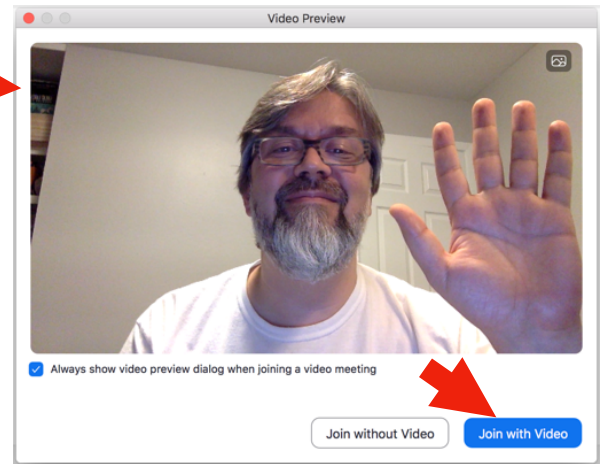 Video Preview
Always show video preview dialog when joining a video meeting
Join without Video
Join with Video